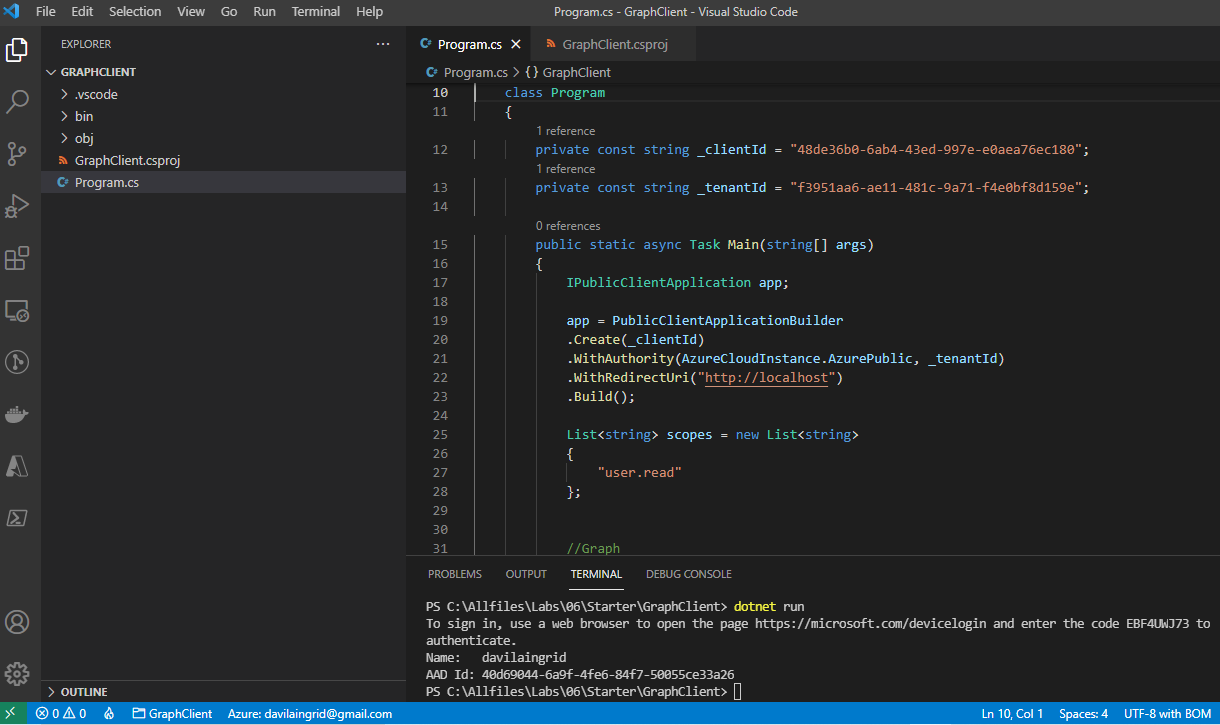 File Edit Selection View Go Run Terminal Help Program.cs - GraphClient - Visual Studio Code
EXPLORER ···
GRAPHCLIENT
.vscode
bin
obj
GraphClient.csproj
Program.cs
OUTLINE
Program.cs GraphClient.csproj
Program.cs > {} GraphClient
10 class Program
11 {
1 reference
12 private const string _clientId = "48de36b0-6ab4-43ed-997e-e0aea76ec180";
1 reference
13 private const string _tenantId = "f3951aa6-ae11-481c-9a71-f4e0bf8d159e";
14
0 references
15 public static async Task Main(string[] args)
16 {
17 IPublicClientApplication app;
18
19 app = PublicClientApplicationBuilder
20 .Create(_clientId)
21 .WithAuthority(AzureCloudInstance.AzurePublic, _tenantId)
22 .WithRedirectUri("http://localhost")
23 .Build();
24
25 List<string> scopes = new List<string>
26 {
27 "user.read"
28 };
29
30
31 //Graph
PROBLEMS OUTPUT TERMINAL DEBUG CONSOLE
PS C:\Allfiles\Labs\06\Starter\GraphClient> dotnet run
To sign in, use a web browser to open the page https://microsoft.com/devicelogin and enter the code EBF4UWJ73 to
authenticate.
Name: davilaingrid
AAD Id: 40d69044-6a9f-4fe6-84f7-50055ce33a26
PS C:\Allfiles\Labs\06\Starter\GraphClient>
0 0 GraphClient Azure: davilaingrid@gmail.com Ln 10, Col 1 Spaces: 4 UTF-8 with BOM